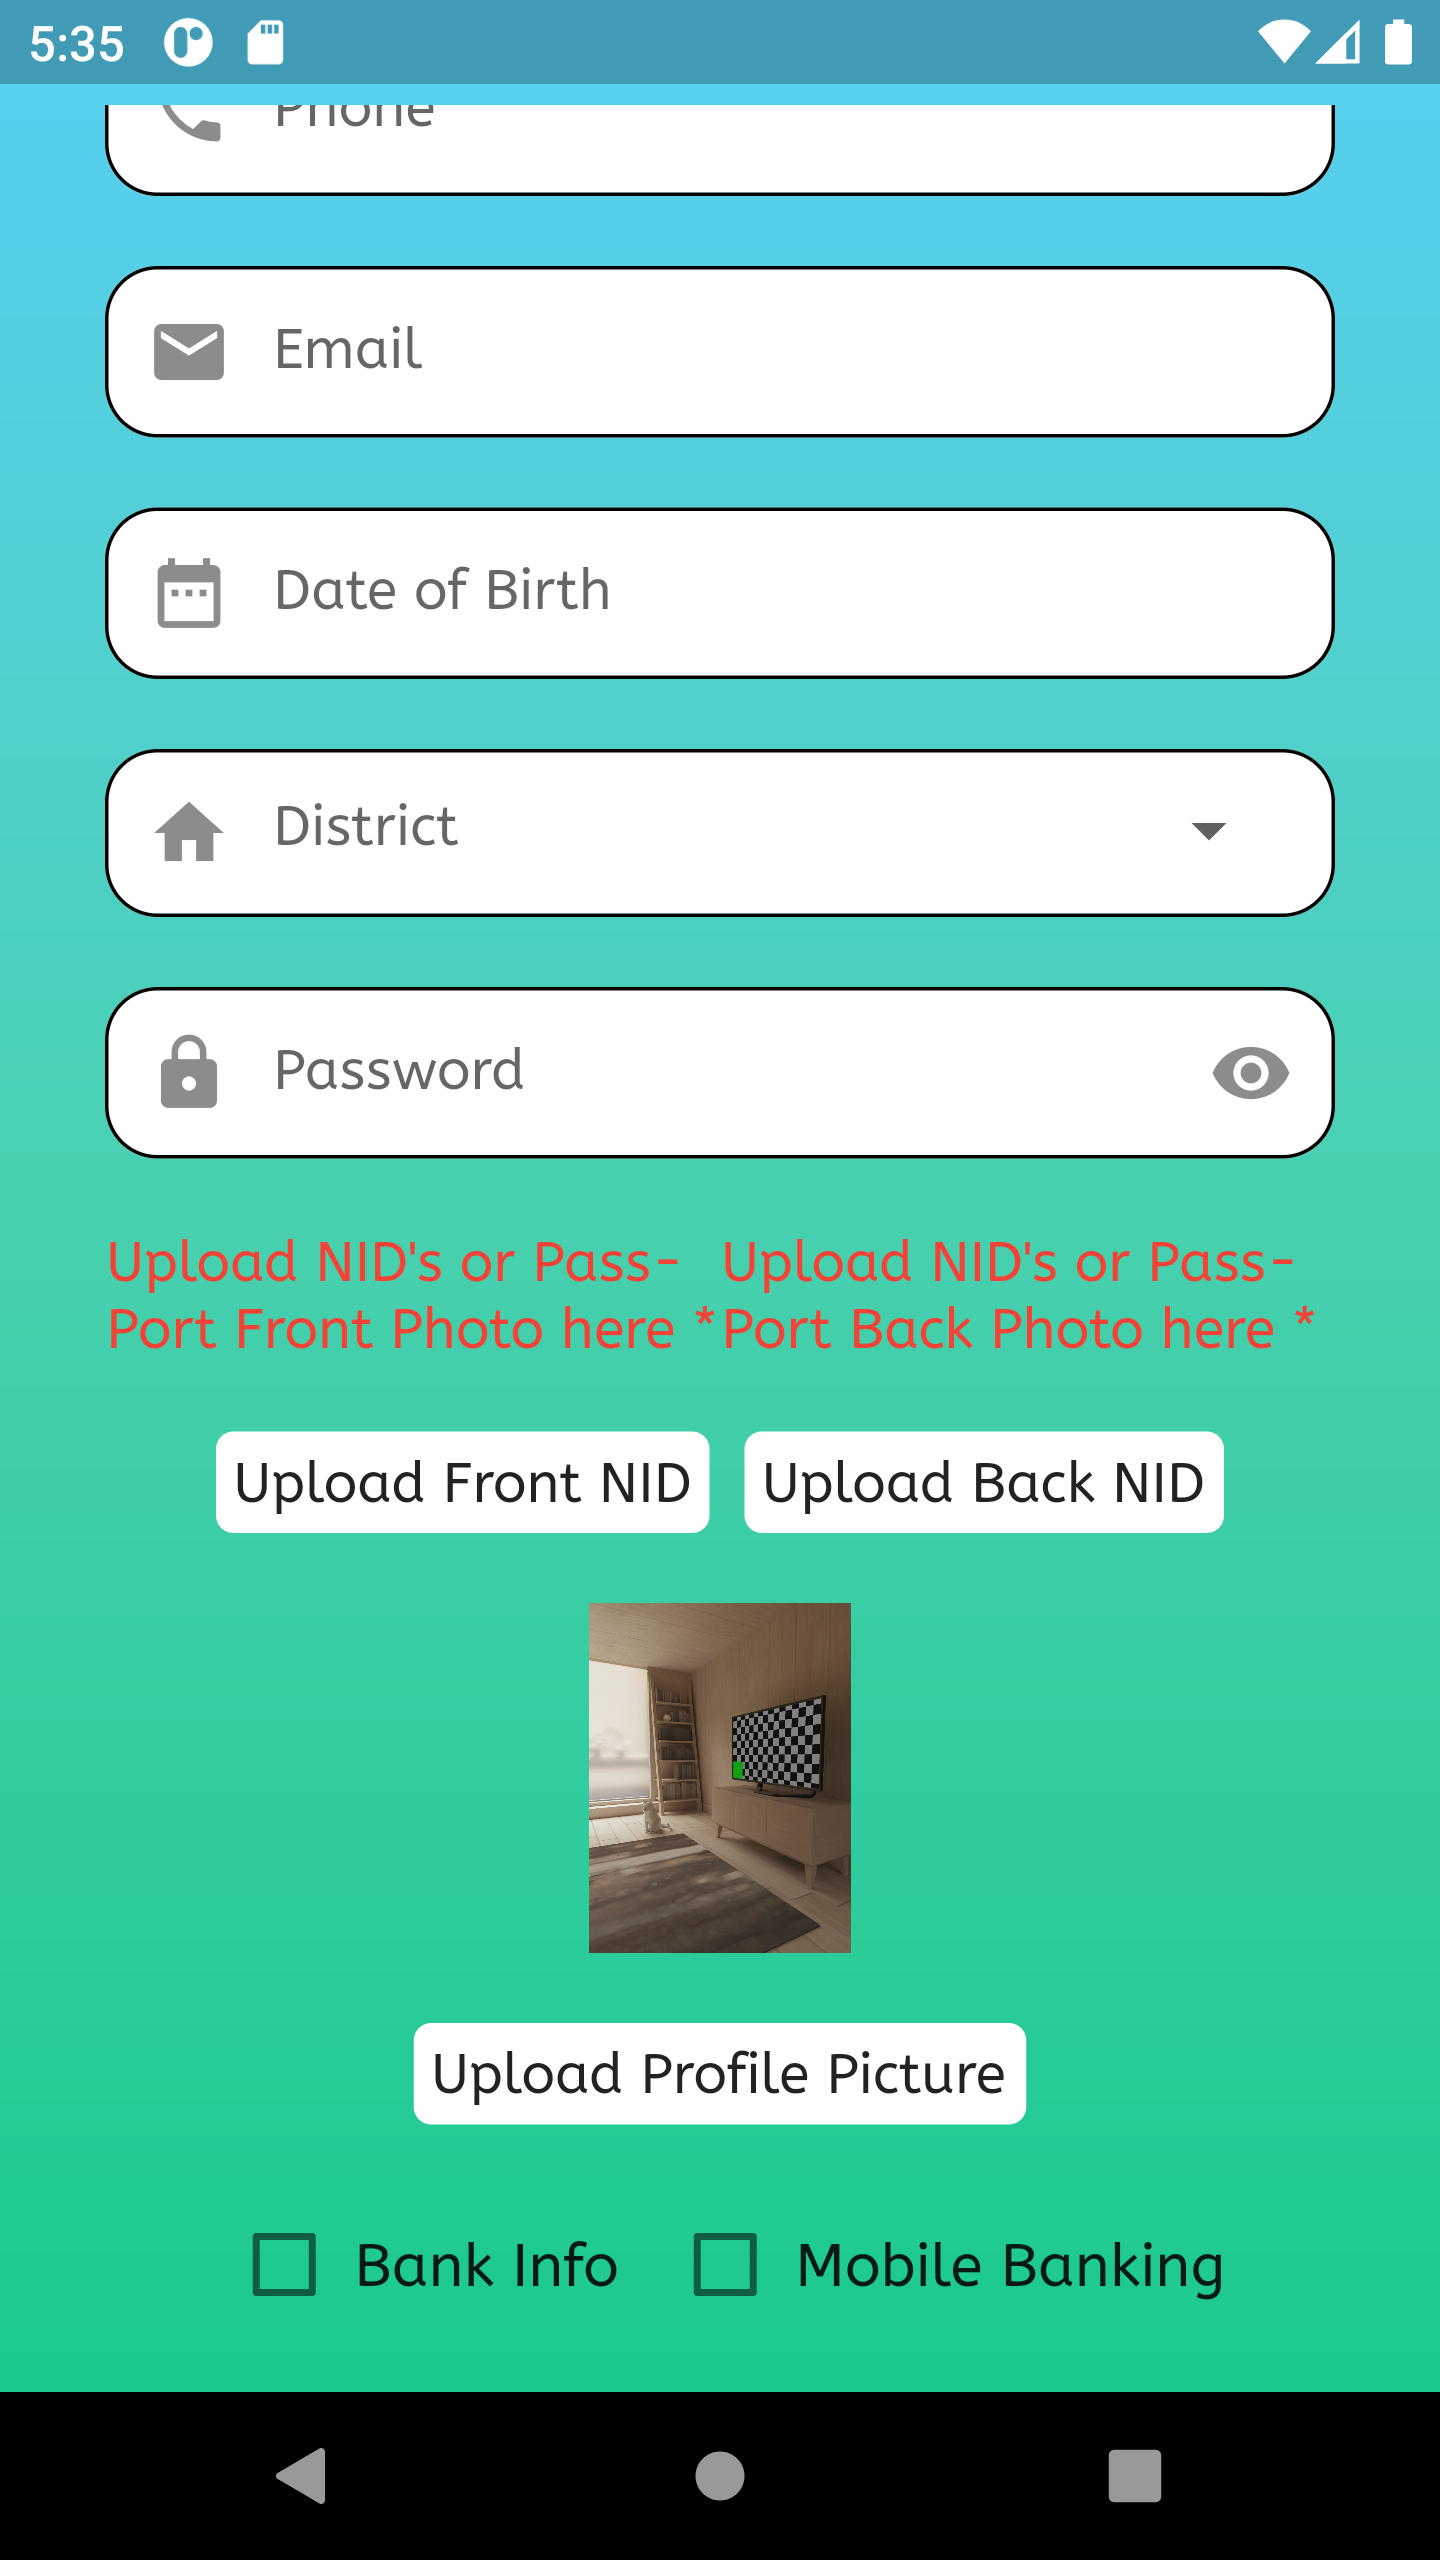 5:35
Phone
Email
Date of Birth
District
Password
Upload NID's or Pass-
Port Front Photo here *
Upload NID's or Pass-
Port Back Photo here *
Upload Front NID
Upload Back NID
Upload Profile Picture
Bank Info
Mobile Banking